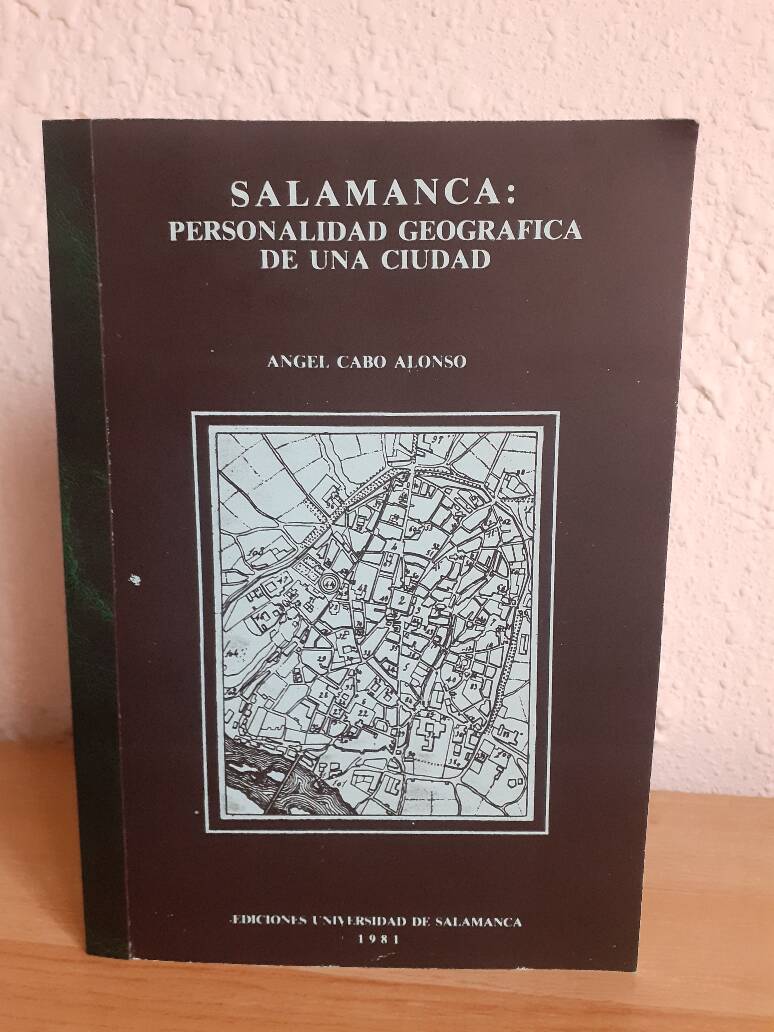 SALAMANCA:
PERSONALIDAD GEOGRAFICA
DE UNA CIUDAD
ANGEL CABO ALONSO
EDICIONES UNIVERSIDAD DE SALAMANCA
1981